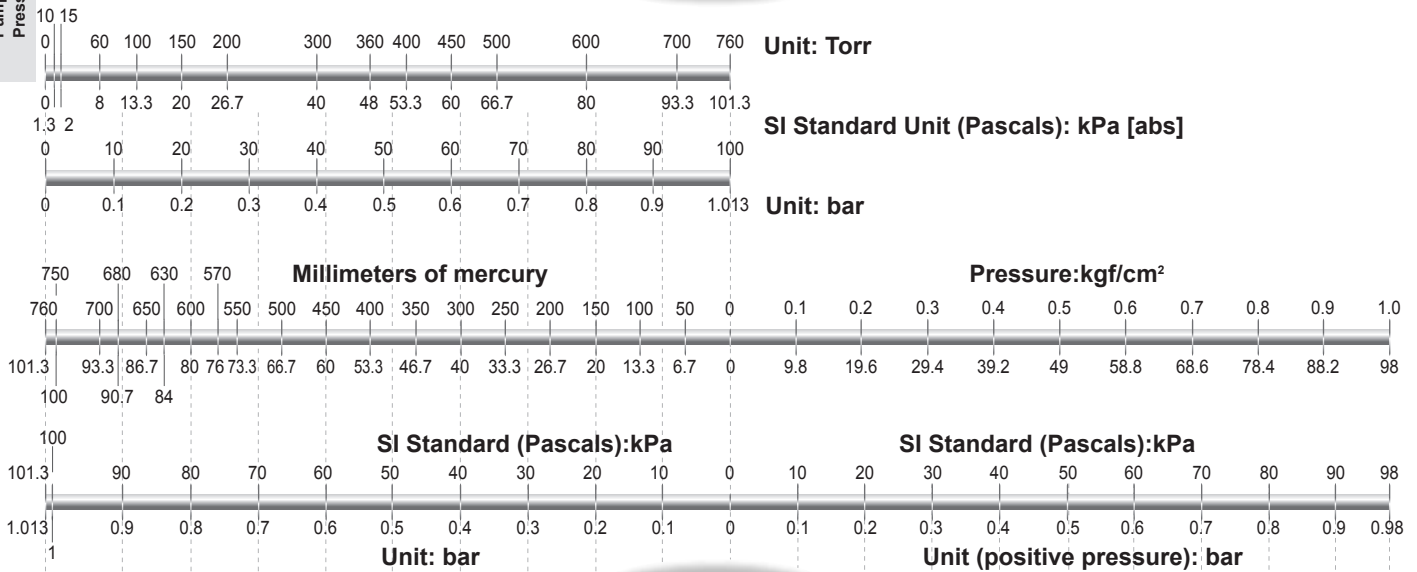 Pump
Press
10 15
0 60 100 150 200 300 360 400 450 500 600 700 760 Unit: Torr
0 8 13.3 20 26.7 40 48 53.3 60 66.7 80 93.3 101.3
1.3 2 SI Standard Unit (Pascals): kPa [abs]
0 10 20 30 40 50 60 70 80 90 100
0 0.1 0.2 0.3 0.4 0.5 0.6 0.7 0.8 0.9 1.013 Unit: bar
750 680 630 570 Millimeters of mercury Pressure:kgf/cm²
760 700 650 600 550 500 450 400 350 300 250 200 150 100 50 0 0.1 0.2 0.3 0.4 0.5 0.6 0.7 0.8 0.9 1.0
101.3 93.3 86.7 80 76 73.3 66.7 60 53.3 46.7 40 33.3 26.7 20 13.3 6.7 0 9.8 19.6 29.4 39.2 49 58.8 68.6 78.4 88.2 98
100 90.7 84
100 SI Standard (Pascals):kPa SI Standard (Pascals):kPa
101.3 90 80 70 60 50 40 30 20 10 0 10 20 30 40 50 60 70 80 90 98
1.013 0.9 0.8 0.7 0.6 0.5 0.4 0.3 0.2 0.1 0 0.1 0.2 0.3 0.4 0.5 0.6 0.7 0.8 0.9 0.98
1 Unit: bar Unit (positive pressure): bar